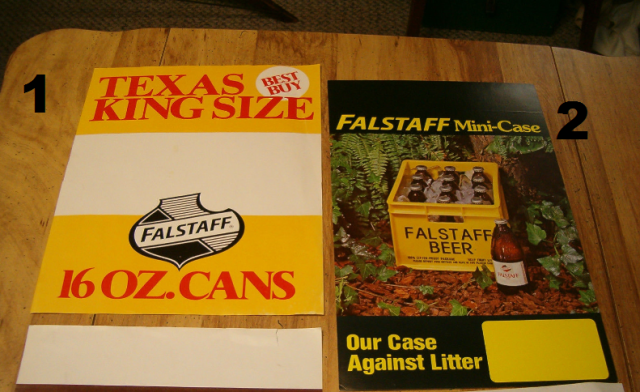 1
TEXAS
KING SIZE
BEST
BUY
FALSTAFF
16 OZ. CANS
2
FALSTAFF Mini-Case
FALSTAFF
BEER
FALSTAFF
Our Case
Against Litter